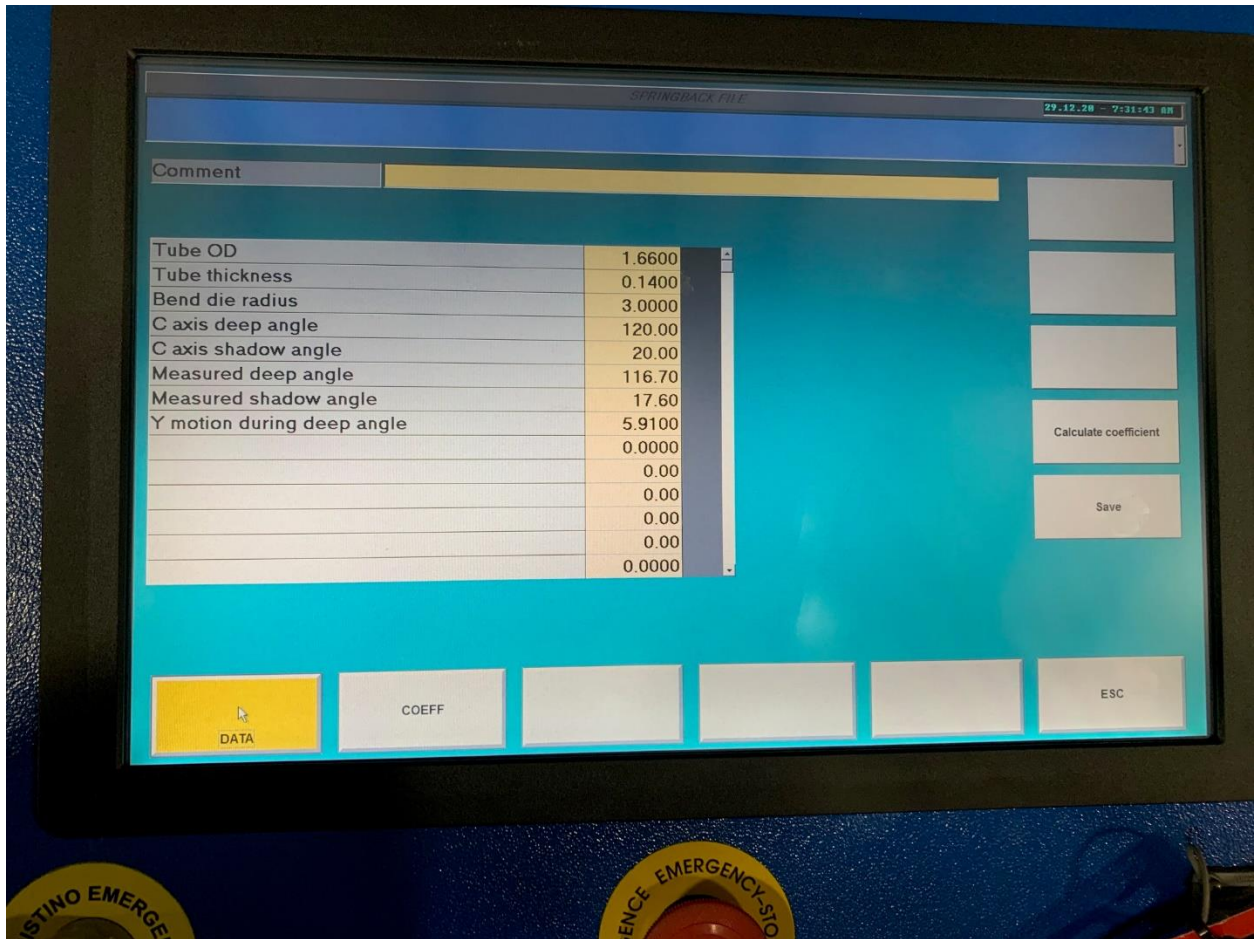 SPRINGBACK FILE
29.12.20 - 7:31:43 AM
Comment
Tube OD 1.6600
Tube thickness 0.1400
Bend die radius 3.0000
C axis deep angle 120.00
C axis shadow angle 20.00
Measured deep angle 116.70
Measured shadow angle 17.60
Y motion during deep angle 5.9100
0.0000
0.00
0.00
0.00
0.00
0.0000
Calculate coefficient
Save
DATA
COEFF
ESC
EMERGENCY-STO